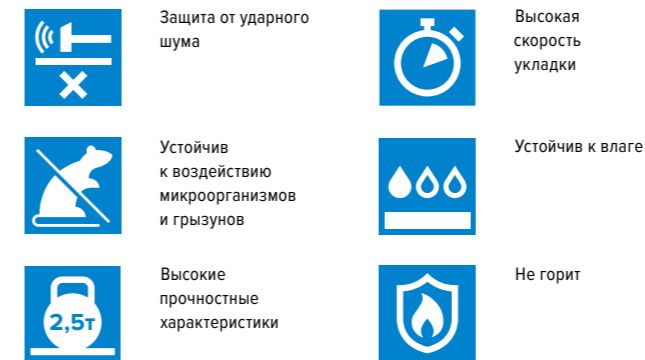 Защита от ударного
шума
Высокая
скорость
укладки
Устойчив
к воздействию
микроорганизмов
и грызунов
Устойчив к влаге
2,5т
Высокие
прочностные
характеристики
Не горит